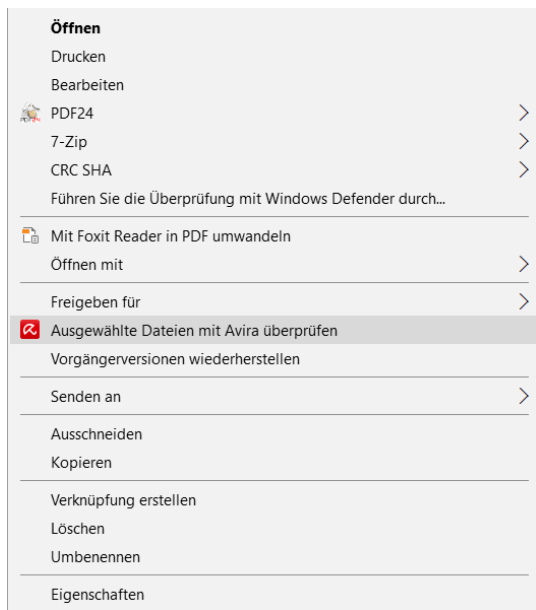 Öffnen
Drucken
Bearbeiten
PDF24
7-Zip
CRC SHA
Führen Sie die Überprüfung mit Windows Defender durch...
Mit Foxit Reader in PDF umwandeln
Öffnen mit
Freigeben für
Ausgewählte Dateien mit Avira überprüfen
Vorgängerversionen wiederherstellen
Senden an
Ausschneiden
Kopieren
Verknüpfung erstellen
Löschen
Umbenennen
Eigenschaften